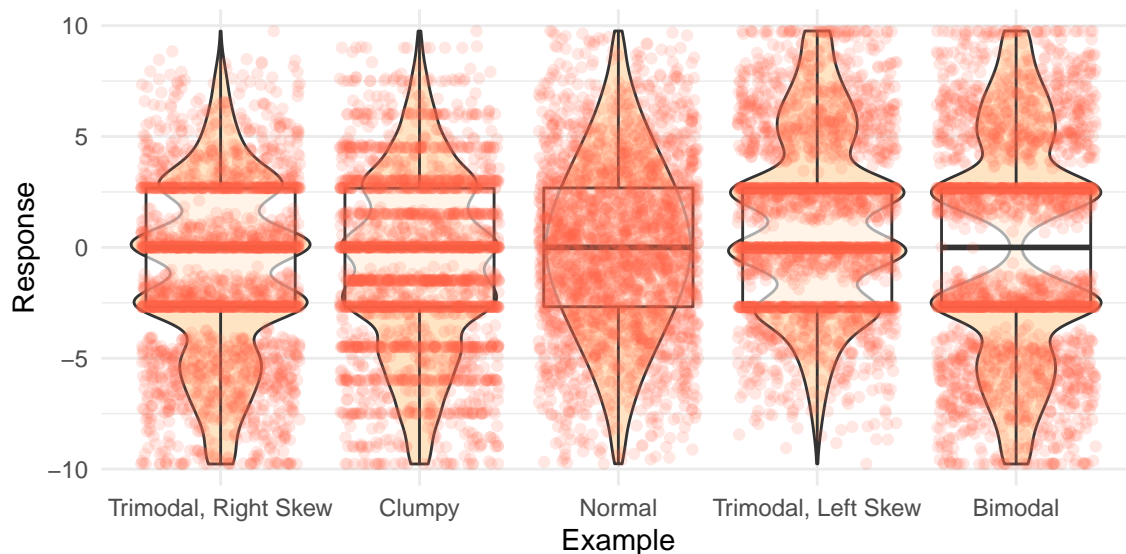 10
5
0
−5
−10
Response
Trimodal, Right Skew
Clumpy
Normal
Trimodal, Left Skew
Bimodal
Example